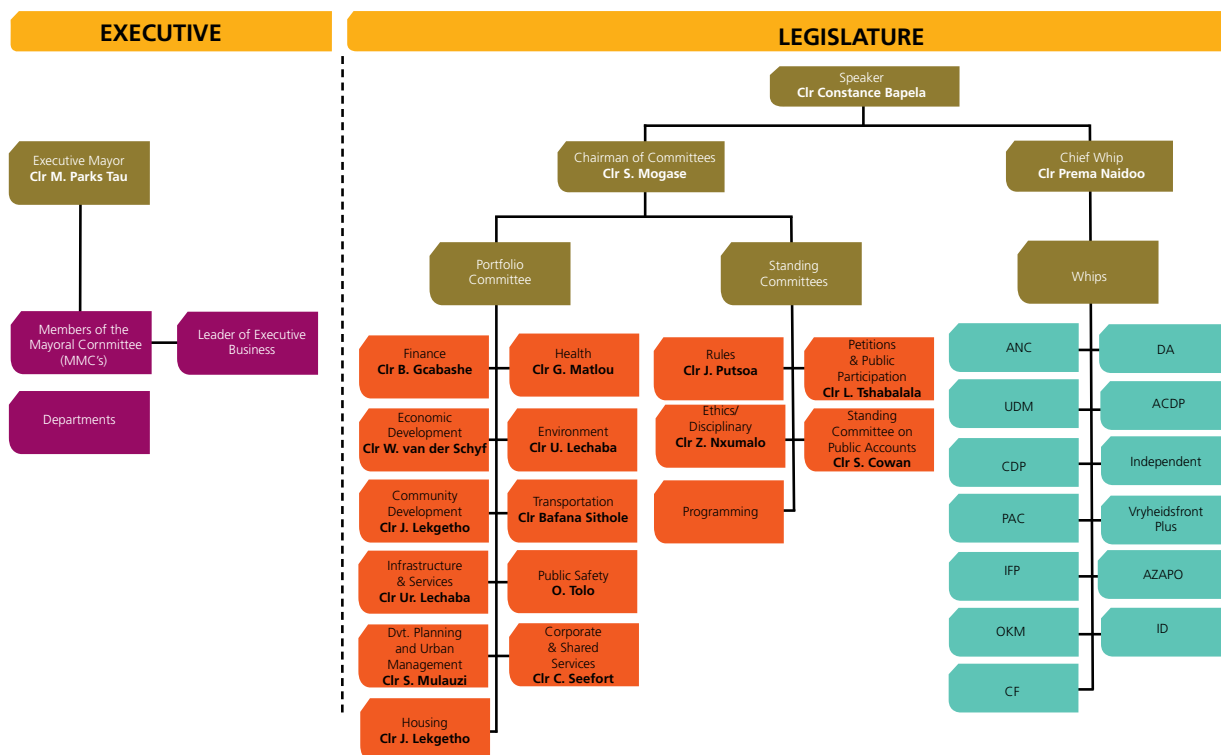 EXECUTIVE
LEGISLATURE
Speaker
Clr Constance Bapela
Executive Mayor
Clr M. Parks Tau
Chairman of Committees
Clr S. Mogase
Chief Whip
Clr Prema Naidoo
Portfolio
Committee
Standing
Committees
Whips
Members of the
Mayoral Committee
(MMC's)
Leader of Executive
Business
Departments
Finance
Clr B. Gcabashe
Health
Clr G. Matlou
Economic
Development
Clr W. van der Schyf
Environment
Clr U. Lechaba
Community
Development
Clr J. Lekgetho
Transportation
Clr Bafana Sithole
Infrastructure
& Services
Clr Ur. Lechaba
Public Safety
O. Tolo
Dvt. Planning
and Urban
Management
Clr S. Mulauzi
Corporate
& Shared
Services
Clr C. Seefort
Housing
Clr J. Lekgetho
Rules
Clr J. Putsoa
Petitions
& Public
Participation
Clr L. Tshabalala
Ethics/
Disciplinary
Clr Z. Nxumalo
Standing
Committee on
Public Accounts
Clr S. Cowan
Programming
ANC
DA
UDM
ACDP
CDP
Independent
PAC
Vryheidsfront
Plus
IFP
AZAPO
OKM
ID
CF